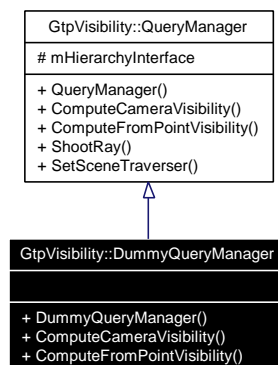 GtpVisibility::QueryManager
# mHierarchyInterface
+ QueryManager()
+ ComputeCameraVisibility()
+ ComputeFromPointVisibility()
+ ShootRay()
+ SetSceneTraverser()
GtpVisibility::DummyQueryManager
+ DummyQueryManager()
+ ComputeCameraVisibility()
+ ComputeFromPointVisibility()